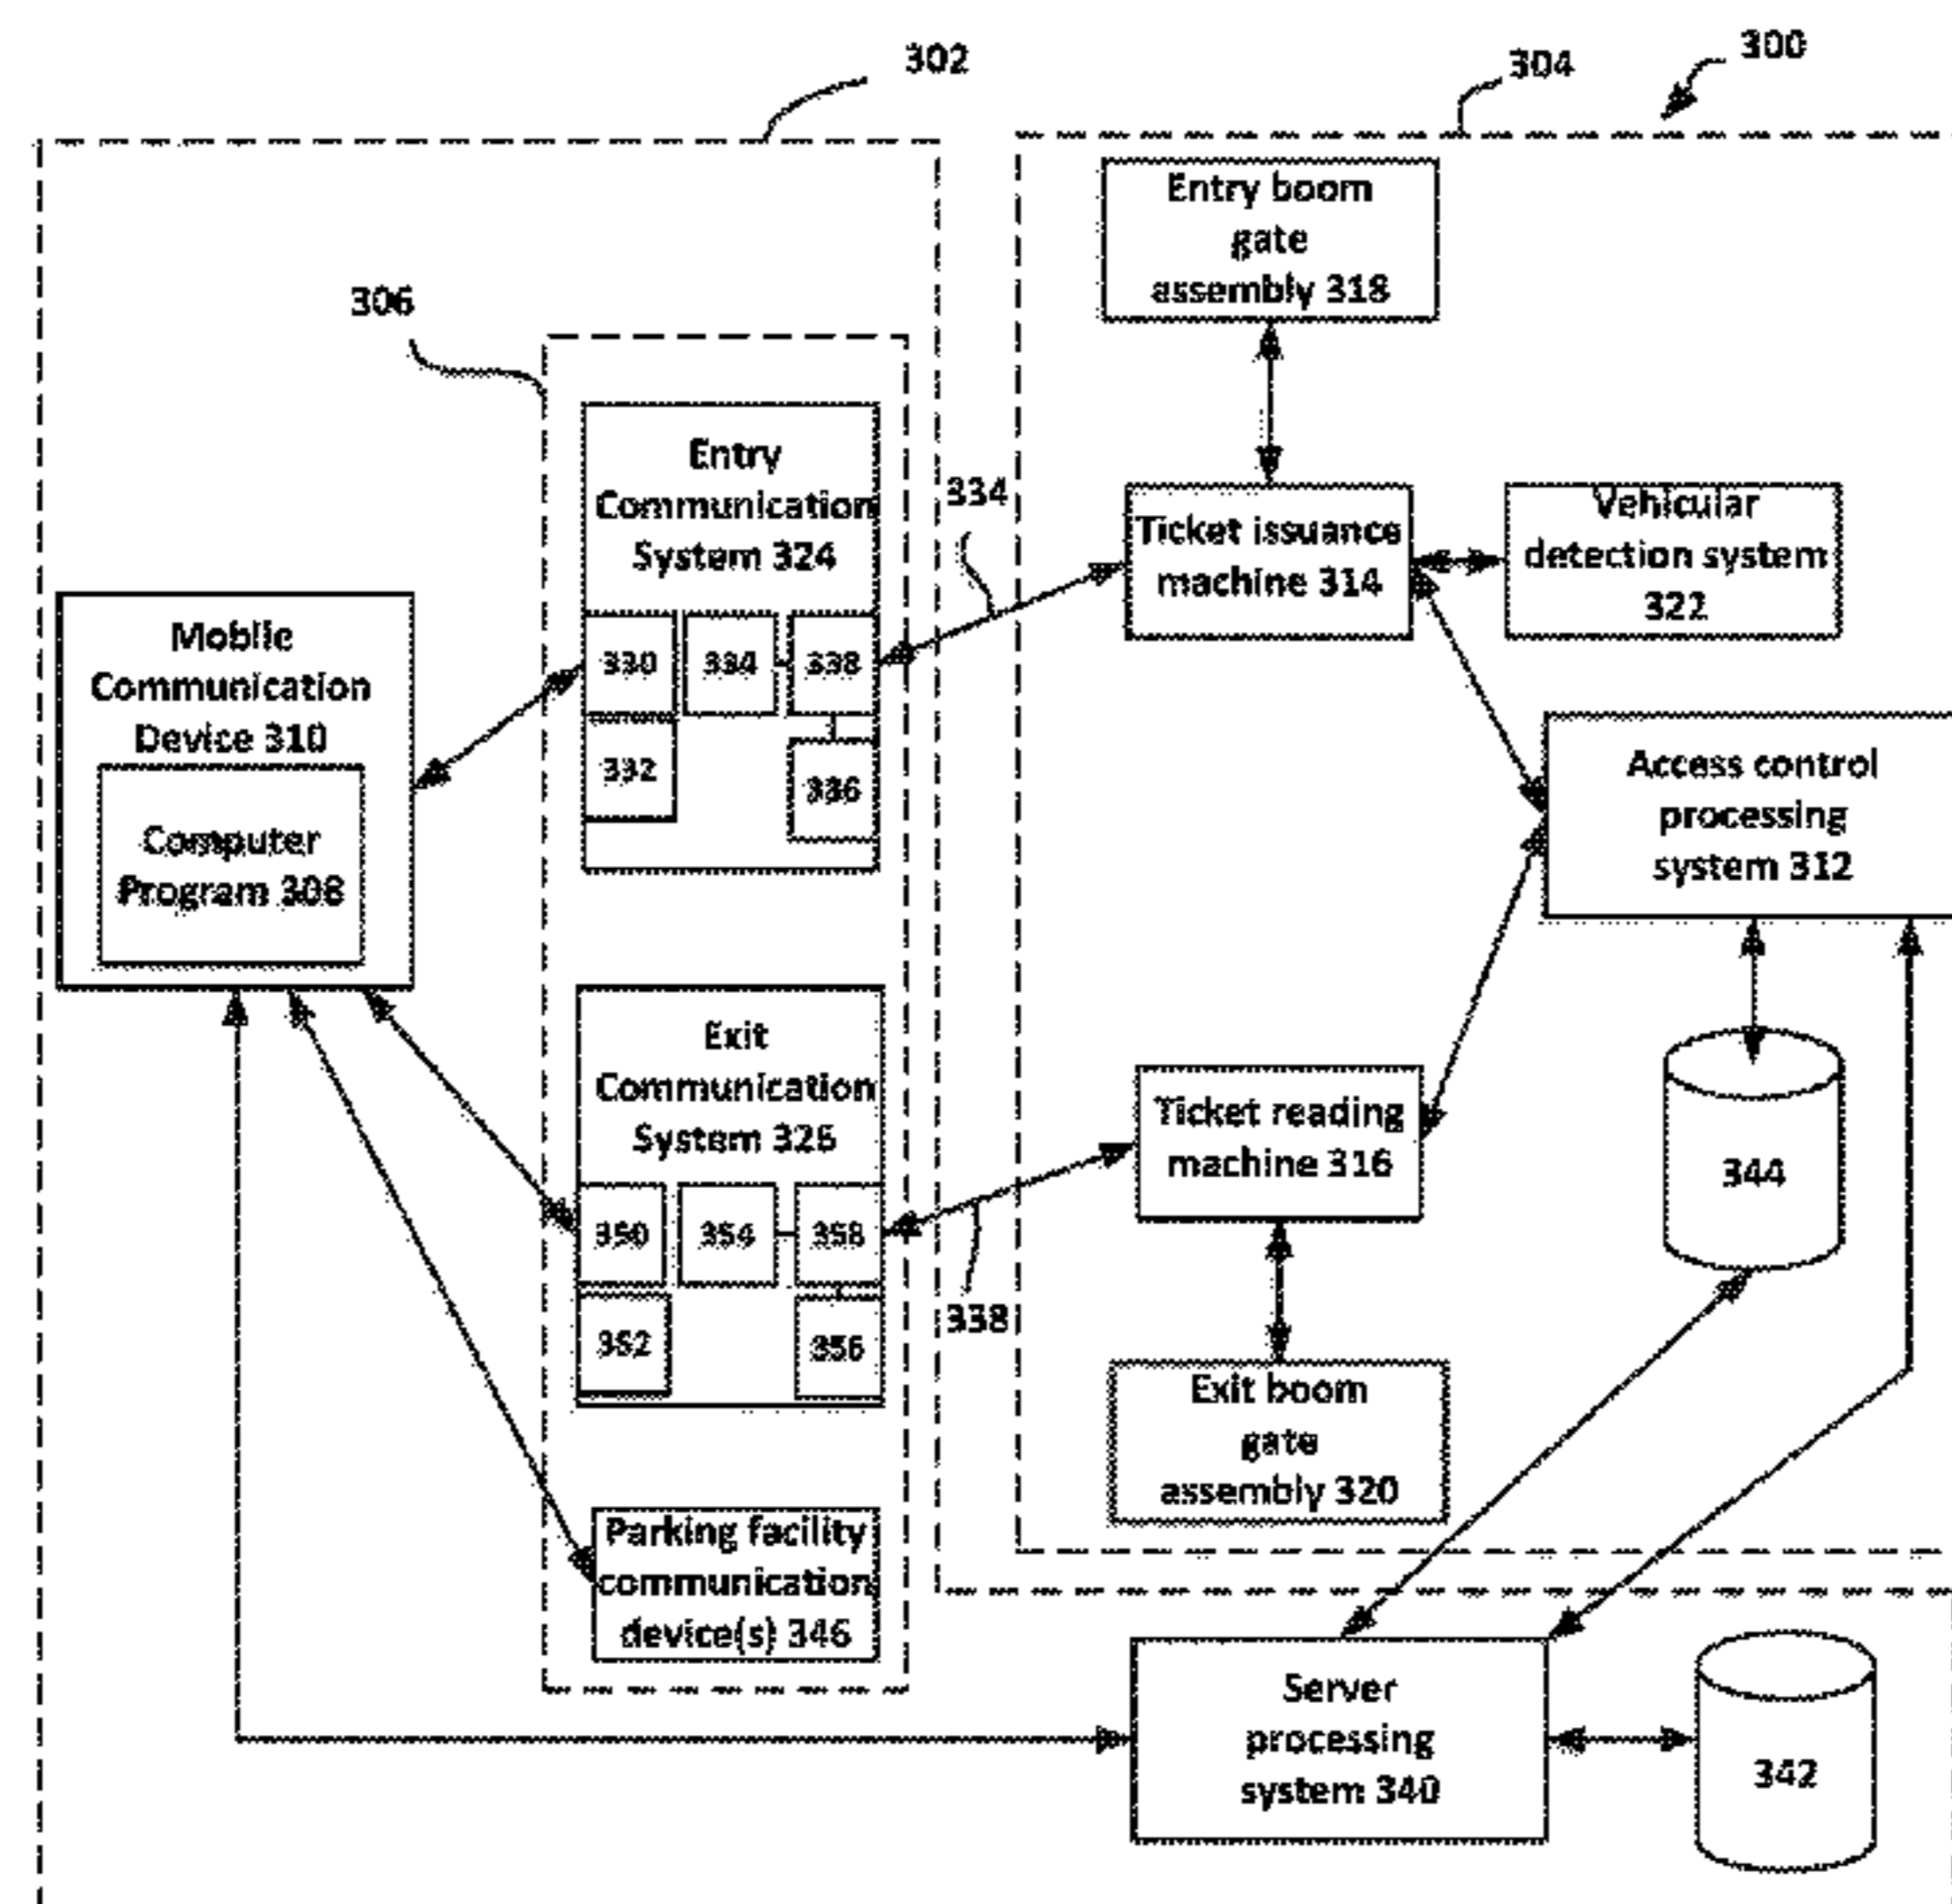 302
304
300
Entry boom
gate
assembly 318
306
Entry
Communication
System 324
334
Ticket issuance
machine 314
Vehicular
detection system
322
330
334
338
332
336
Mobile
Communication
Device 310
Computer
Program 308
Access control
processing
system 312
Exit
Communication
System 326
350
354
358
352
356
338
Ticket reading
machine 316
344
Exit boom
gate
assembly 320
Parking facility
communication
device(s) 346
Server
processing
system 340
342